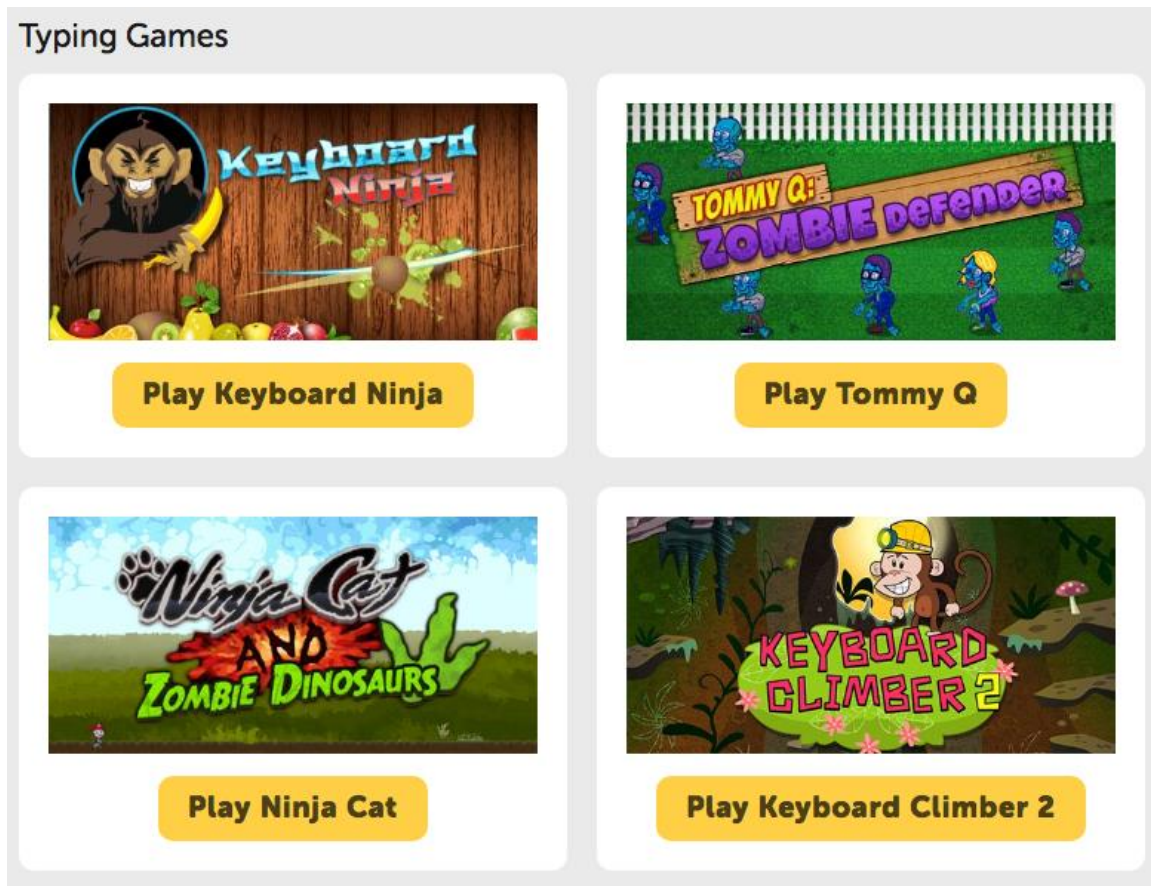 Typing Games
Keyboard
Ninja
Play Keyboard Ninja
TOMMY Q:
ZOMBIE DeFenDeR
Play Tommy Q
Ninja Cat
AND
ZOMBIE DINOSAURS
Play Ninja Cat
KEYBOARD
CLIMBER 2
Play Keyboard Climber 2